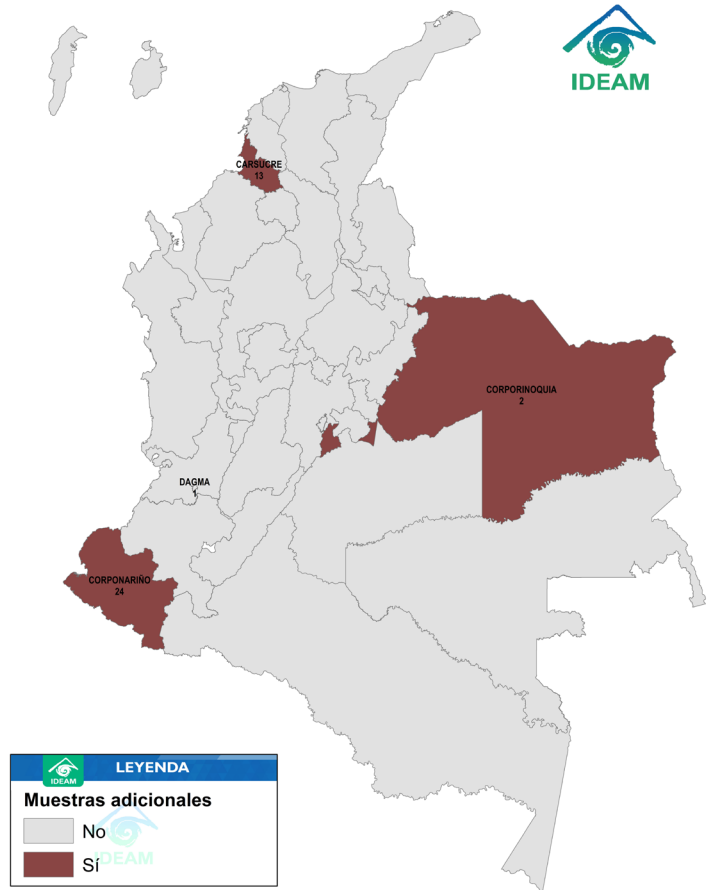 IDEAM
CARSUCRE
13
CORPORINOQUIA
2
DAGMA
1
CORPONARIÑO
24
IDEAM
LEYENDA
Muestras adicionales
No
Sí
IDEAM